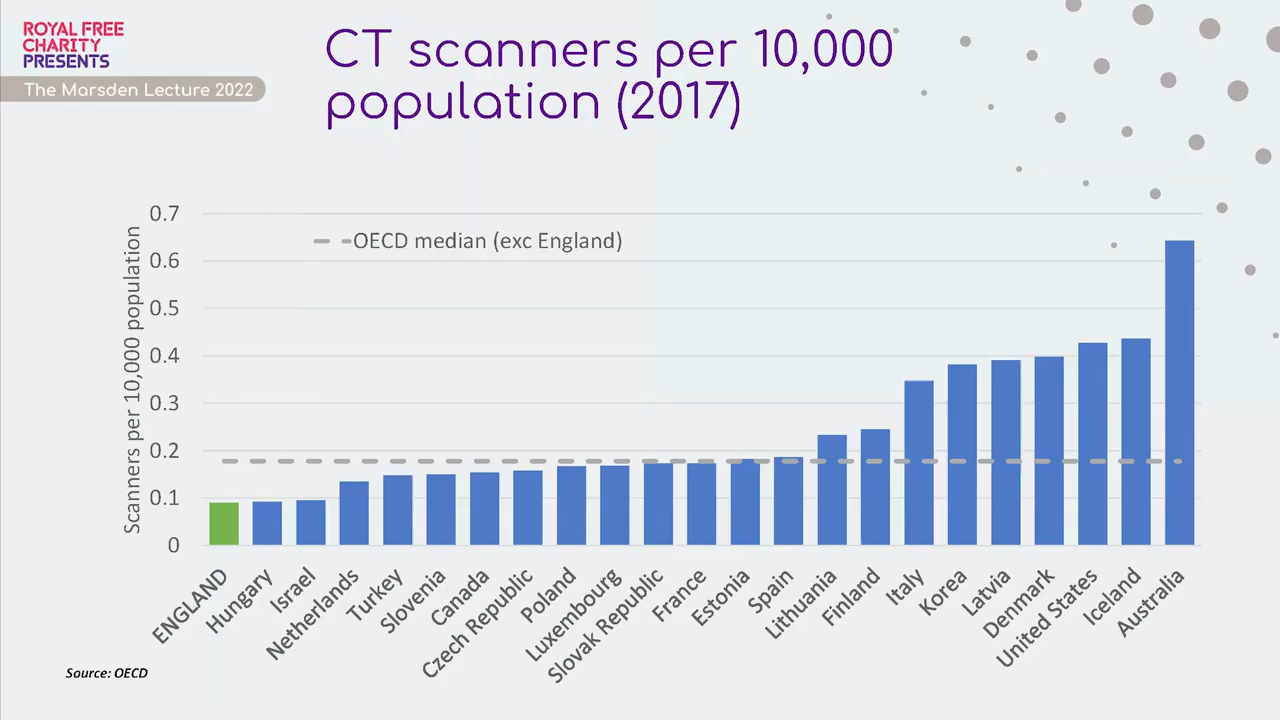 ROYAL FREE
CHARITY
PRESENTS
The Marsden Lecture 2022
CT scanners per 10,000
population (2017)
Scanners per 10,000 population
0.7
0.6
0.5
0.4
0.3
0.2
0.1
0
OECD median (exc England)
ENGLAND
Hungary
Israel
Netherlands
Turkey
Slovenia
Canada
Czech Republic
Poland
Luxembourg
Slovak Republic
France
Estonia
Spain
Lithuania
Finland
Italy
Korea
Latvia
Denmark
United States
Iceland
Australia
Source: OECD